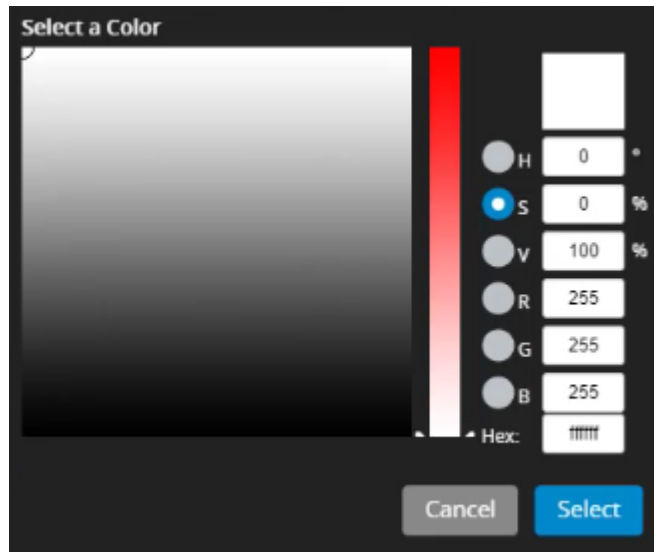 Select a Color
H 0 °
S 0 %
V 100 %
R 255
G 255
B 255
Hex: ffffff
Cancel Select